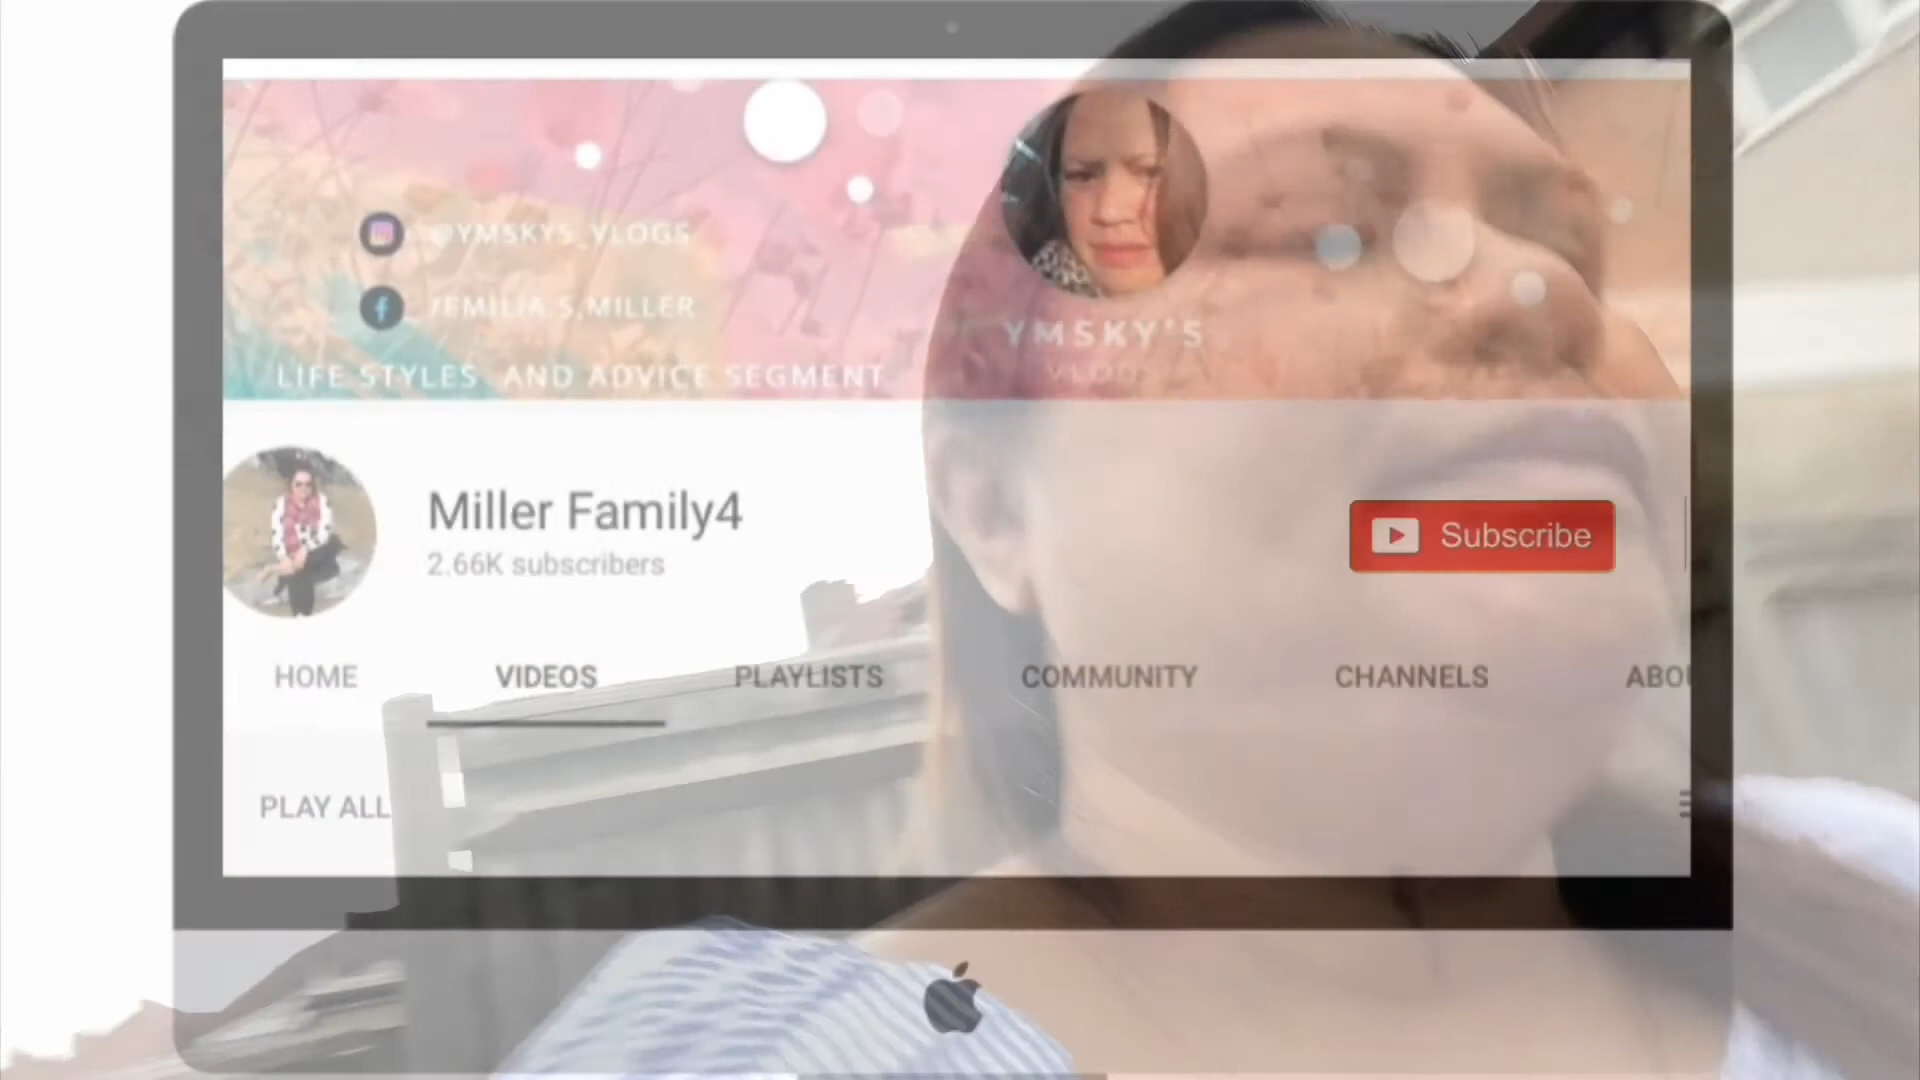 @YMSKYS_VLOGS
/EMILIA.S.MILLER
LIFE STYLES AND ADVICE SEGMENT
YMSKY'S
VLOGS
Miller Family4
2.66K subscribers
Subscribe
HOME VIDEOS PLAYLISTS COMMUNITY CHANNELS
PLAY ALL